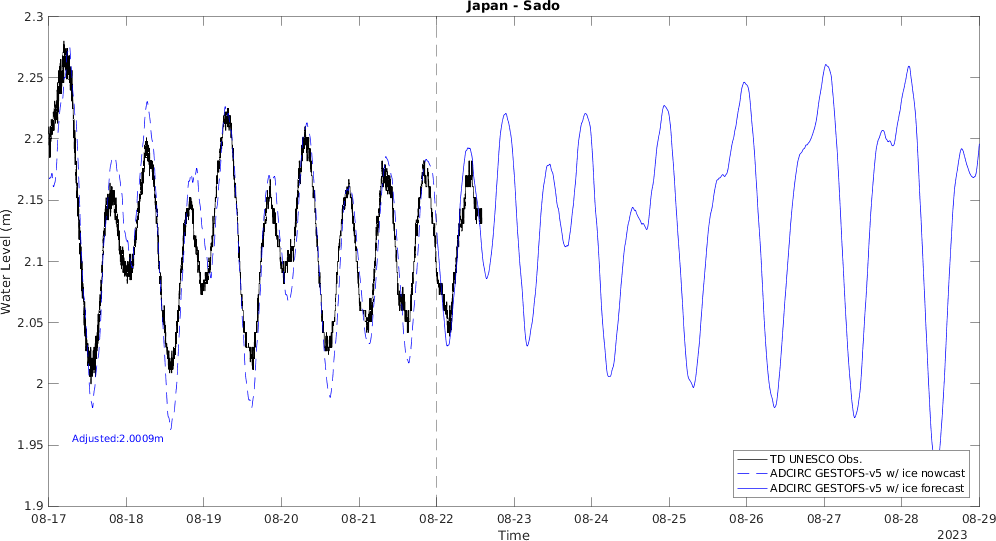 Japan - Sado
2.3
2.25
2.2
2.15
2.1
2.05
2
1.95
1.9
Water Level (m)
Adjusted:2.0009m
TD UNESCO Obs.
ADCIRC GESTOFS-v5 w/ ice nowcast
ADCIRC GESTOFS-v5 w/ ice forecast
08-17 08-18 08-19 08-20 08-21 08-22 08-23 08-24 08-25 08-26 08-27 08-28 08-29
Time
2023